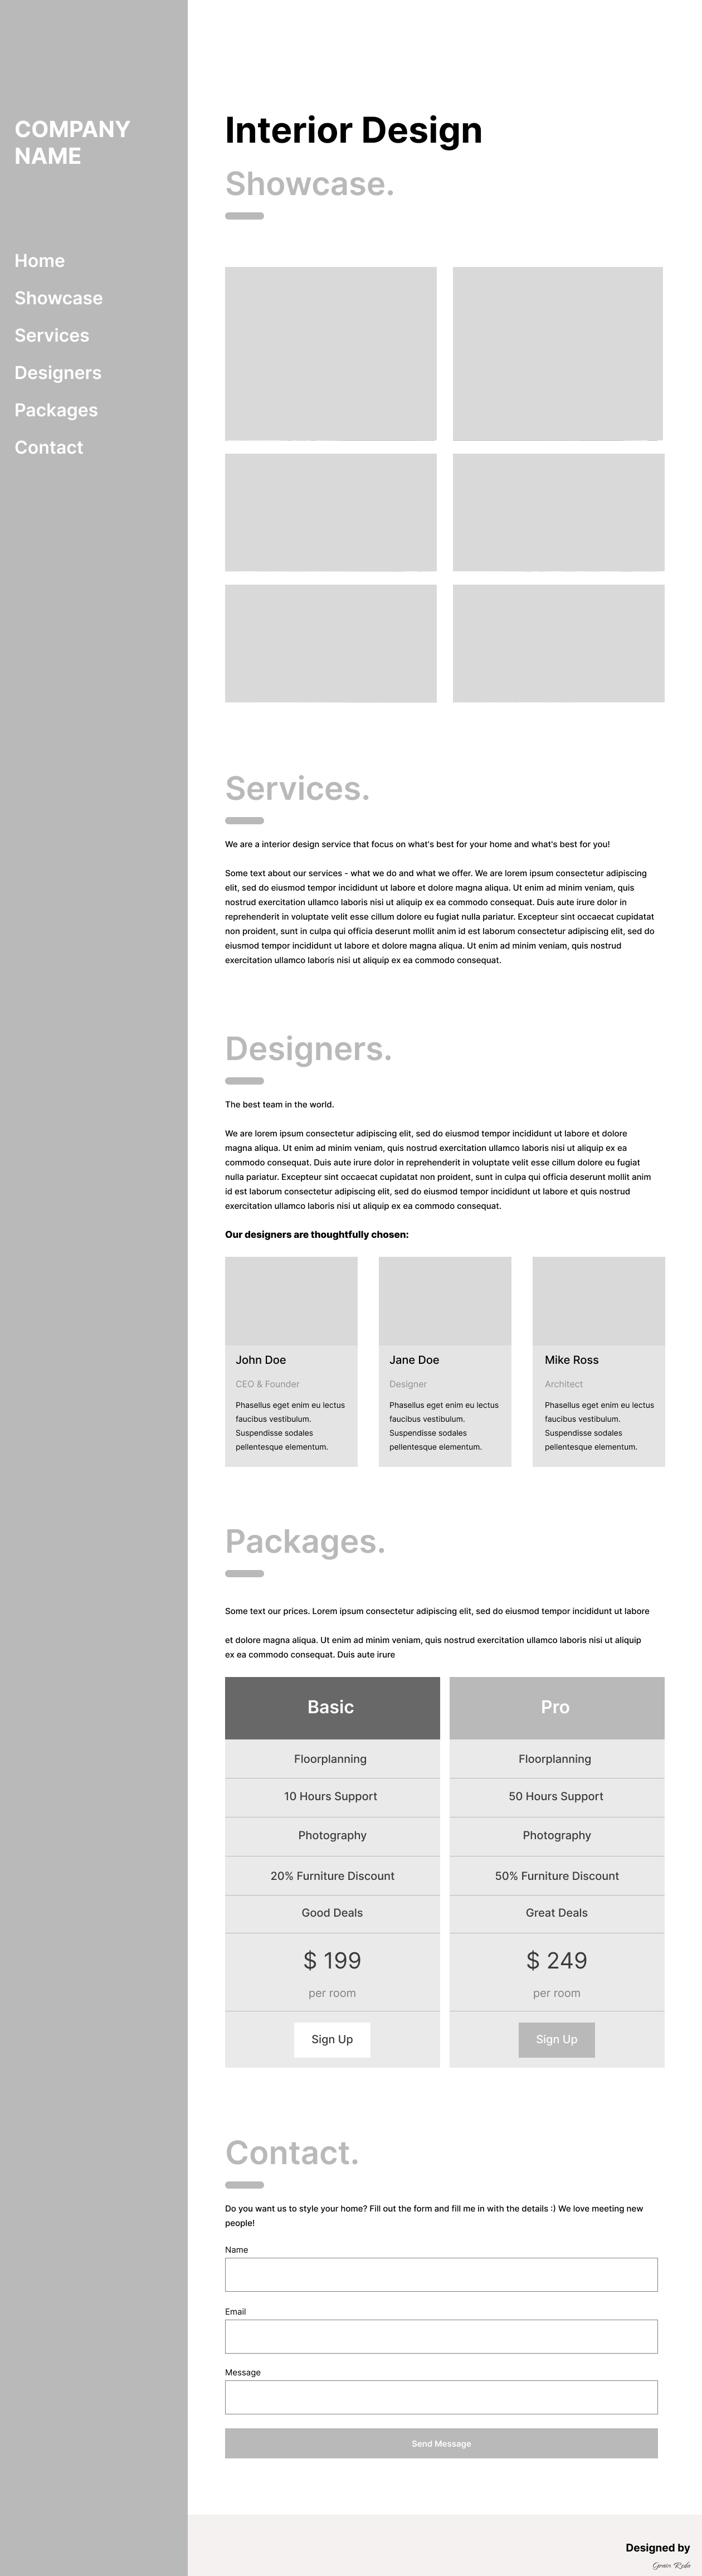 COMPANY
NAME
Home
Showcase
Services
Designers
Packages
Contact
Interior Design
Showcase.
Services.
We are a interior design service that focus on what's best for your home and what's best for you!
Some text about our services - what we do and what we offer. We are lorem ipsum consectetur adipiscing
elit, sed do eiusmod tempor incididunt ut labore et dolore magna aliqua. Ut enim ad minim veniam, quis
nostrud exercitation ullamco laboris nisi ut aliquip ex ea commodo consequat. Duis aute irure dolor in
reprehenderit in voluptate velit esse cillum dolore eu fugiat nulla pariatur. Excepteur sint occaecat cupidatat
non proident, sunt in culpa qui officia deserunt mollit anim id est laborum consectetur adipiscing elit, sed do
eiusmod tempor incididunt ut labore et dolore magna aliqua. Ut enim ad minim veniam, quis nostrud
exercitation ullamco laboris nisi ut aliquip ex ea commodo consequat.
Designers.
The best team in the world.
We are lorem ipsum consectetur adipiscing elit, sed do eiusmod tempor incididunt ut labore et dolore
magna aliqua. Ut enim ad minim veniam, quis nostrud exercitation ullamco laboris nisi ut aliquip ex ea
commodo consequat. Duis aute irure dolor in reprehenderit in voluptate velit esse cillum dolore eu fugiat
nulla pariatur. Excepteur sint occaecat cupidatat non proident, sunt in culpa qui officia deserunt mollit anim
id est laborum consectetur adipiscing elit, sed do eiusmod tempor incididunt ut labore et quis nostrud
exercitation ullamco laboris nisi ut aliquip ex ea commodo consequat.
Our designers are thoughtfully chosen:
John Doe
CEO & Founder
Phasellus eget enim eu lectus
faucibus vestibulum.
Suspendisse sodales
pellentesque elementum.
Jane Doe
Designer
Phasellus eget enim eu lectus
faucibus vestibulum.
Suspendisse sodales
pellentesque elementum.
Mike Ross
Architect
Phasellus eget enim eu lectus
faucibus vestibulum.
Suspendisse sodales
pellentesque elementum.
Packages.
Some text our prices. Lorem ipsum consectetur adipiscing elit, sed do eiusmod tempor incididunt ut labore
et dolore magna aliqua. Ut enim ad minim veniam, quis nostrud exercitation ullamco laboris nisi ut aliquip
ex ea commodo consequat. Duis aute irure
Basic
Floorplanning
10 Hours Support
Photography
20% Furniture Discount
Good Deals
$ 199
per room
Sign Up
Pro
Floorplanning
50 Hours Support
Photography
50% Furniture Discount
Great Deals
$ 249
per room
Sign Up
Contact.
Do you want us to style your home? Fill out the form and fill me in with the details :) We love meeting new
people!
Name
Email
Message
Send Message
Designed by